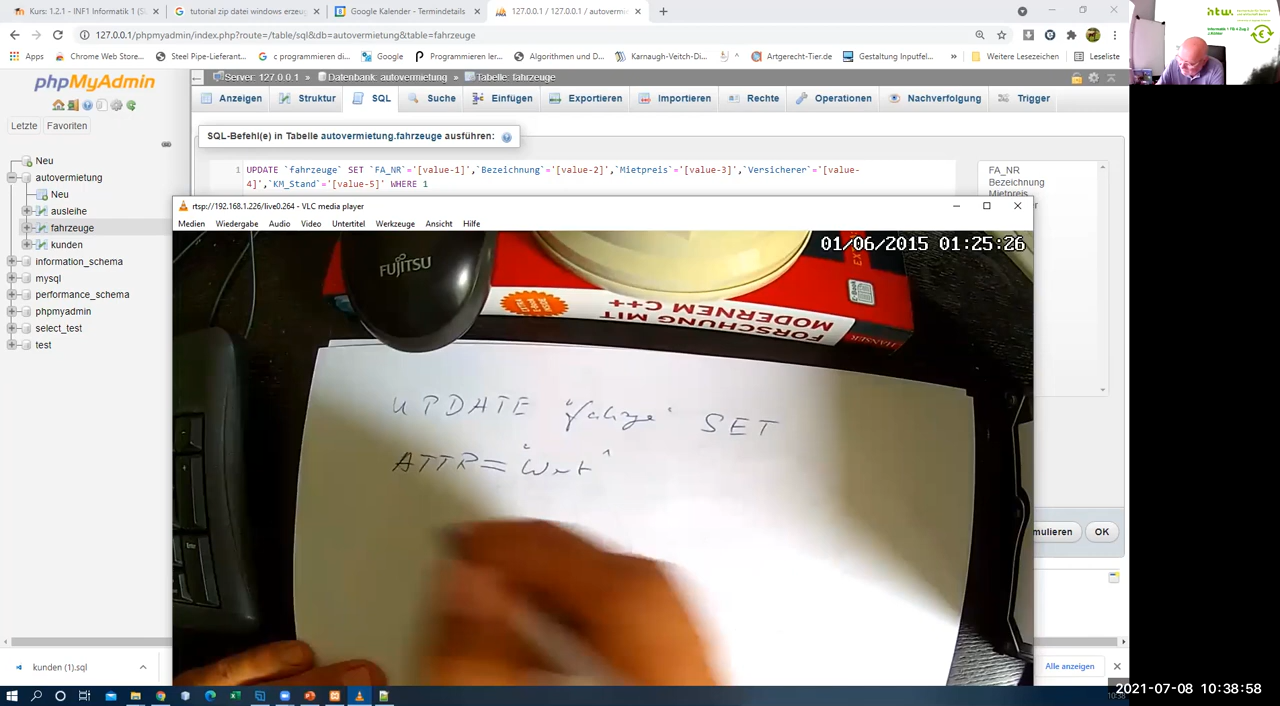 Kurs: 1.2.1 - INF1 Informatik 1 (S
tutorial zip datei windows erzeug
Google Kalender - Termindetails
127.0.0.1 / 127.0.0.1 / autovermie
127.0.0.1/phpmyadmin/index.php?route=/table/sql&db=autovermietung&table=fahrzeuge
Apps
Chrome Web Store...
Steel Pipe-Lieferant...
c programmieren d...
Google
Programmieren ler...
Algorithmen und D...
Karnaugh-Veitch-Di...
Artgerecht-Tier.de
Gestaltung Inputfel...
»
Weitere Lesezeichen
Leseliste
phpMyAdmin
Server: 127.0.0.1 » Datenbank: autovermietung » Tabelle: fahrzeuge
Anzeigen
Struktur
SQL
Suche
Einfügen
Exportieren
Importieren
Rechte
Operationen
Nachverfolgung
Trigger
Letzte
Favoriten
Neu
autovermietung
Neu
ausleihe
fahrzeuge
kunden
information_schema
mysql
performance_schema
phpmyadmin
select_test
test
SQL-Befehl(e) in Tabelle autovermietung.fahrzeuge ausführen:
1 UPDATE `fahrzeuge` SET `FA_NR`='[value-1]',`Bezeichnung`='[value-2]',`Mietpreis`='[value-3]',`Versicherer`='[value-
4]',`KM_Stand`='[value-5]' WHERE 1
FA_NR
Bezeichnung
Mietpreis
rtsp://192.168.1.226/live0.264 - VLC media player
Medien
Wiedergabe
Audio
Video
Untertitel
Werkzeuge
Ansicht
Hilfe
01/06/2015 01:25:26
FUJITSU
FORSCHUNG MIT
MODERNEM C++
HANSER
UPDATE SET
ATTR= "Wert"
mulieren
OK
kunden (1).sql
Alle anzeigen
2021-07-08 10:38:58
htw